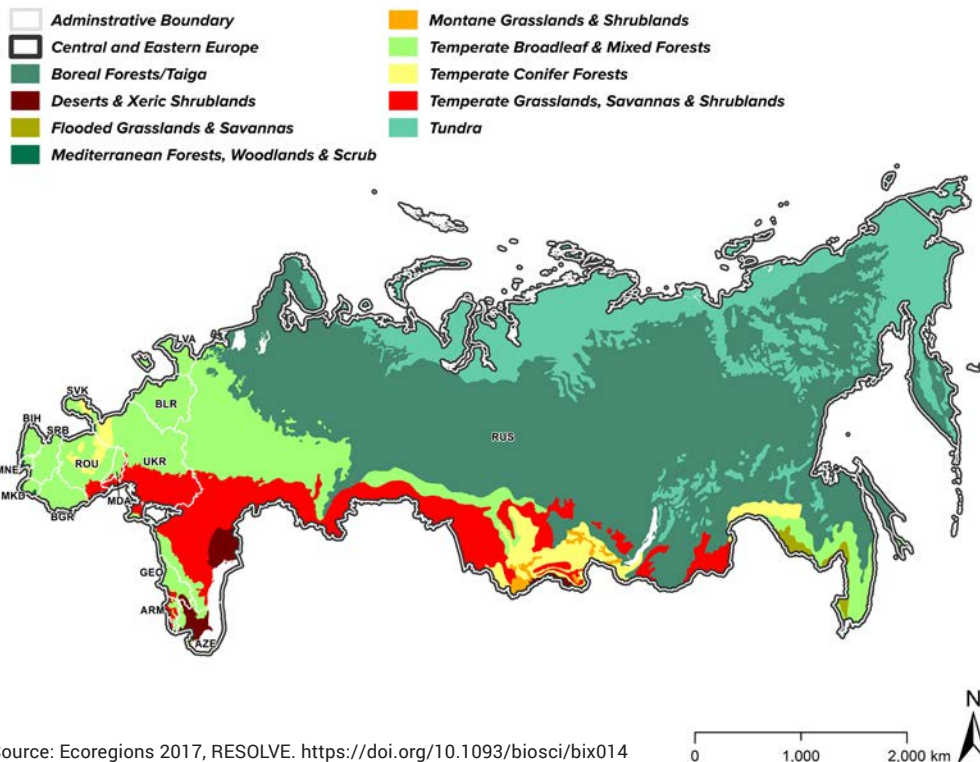 Adminstrative Boundary
Central and Eastern Europe
Boreal Forests/Taiga
Deserts & Xeric Shrublands
Flooded Grasslands & Savannas
Mediterranean Forests, Woodlands & Scrub
Montane Grasslands & Shrublands
Temperate Broadleaf & Mixed Forests
Temperate Conifer Forests
Temperate Grasslands, Savannas & Shrublands
Tundra
LVA
SVK
BLR
BIH
SRB
RUS
ROU
UKR
MNE
MKD
MDA
BGR
GEO
ARM
AZE
N
0 1,000 2,000 km
ource: Ecoregions 2017, RESOLVE. https://doi.org/10.1093/biosci/bix014